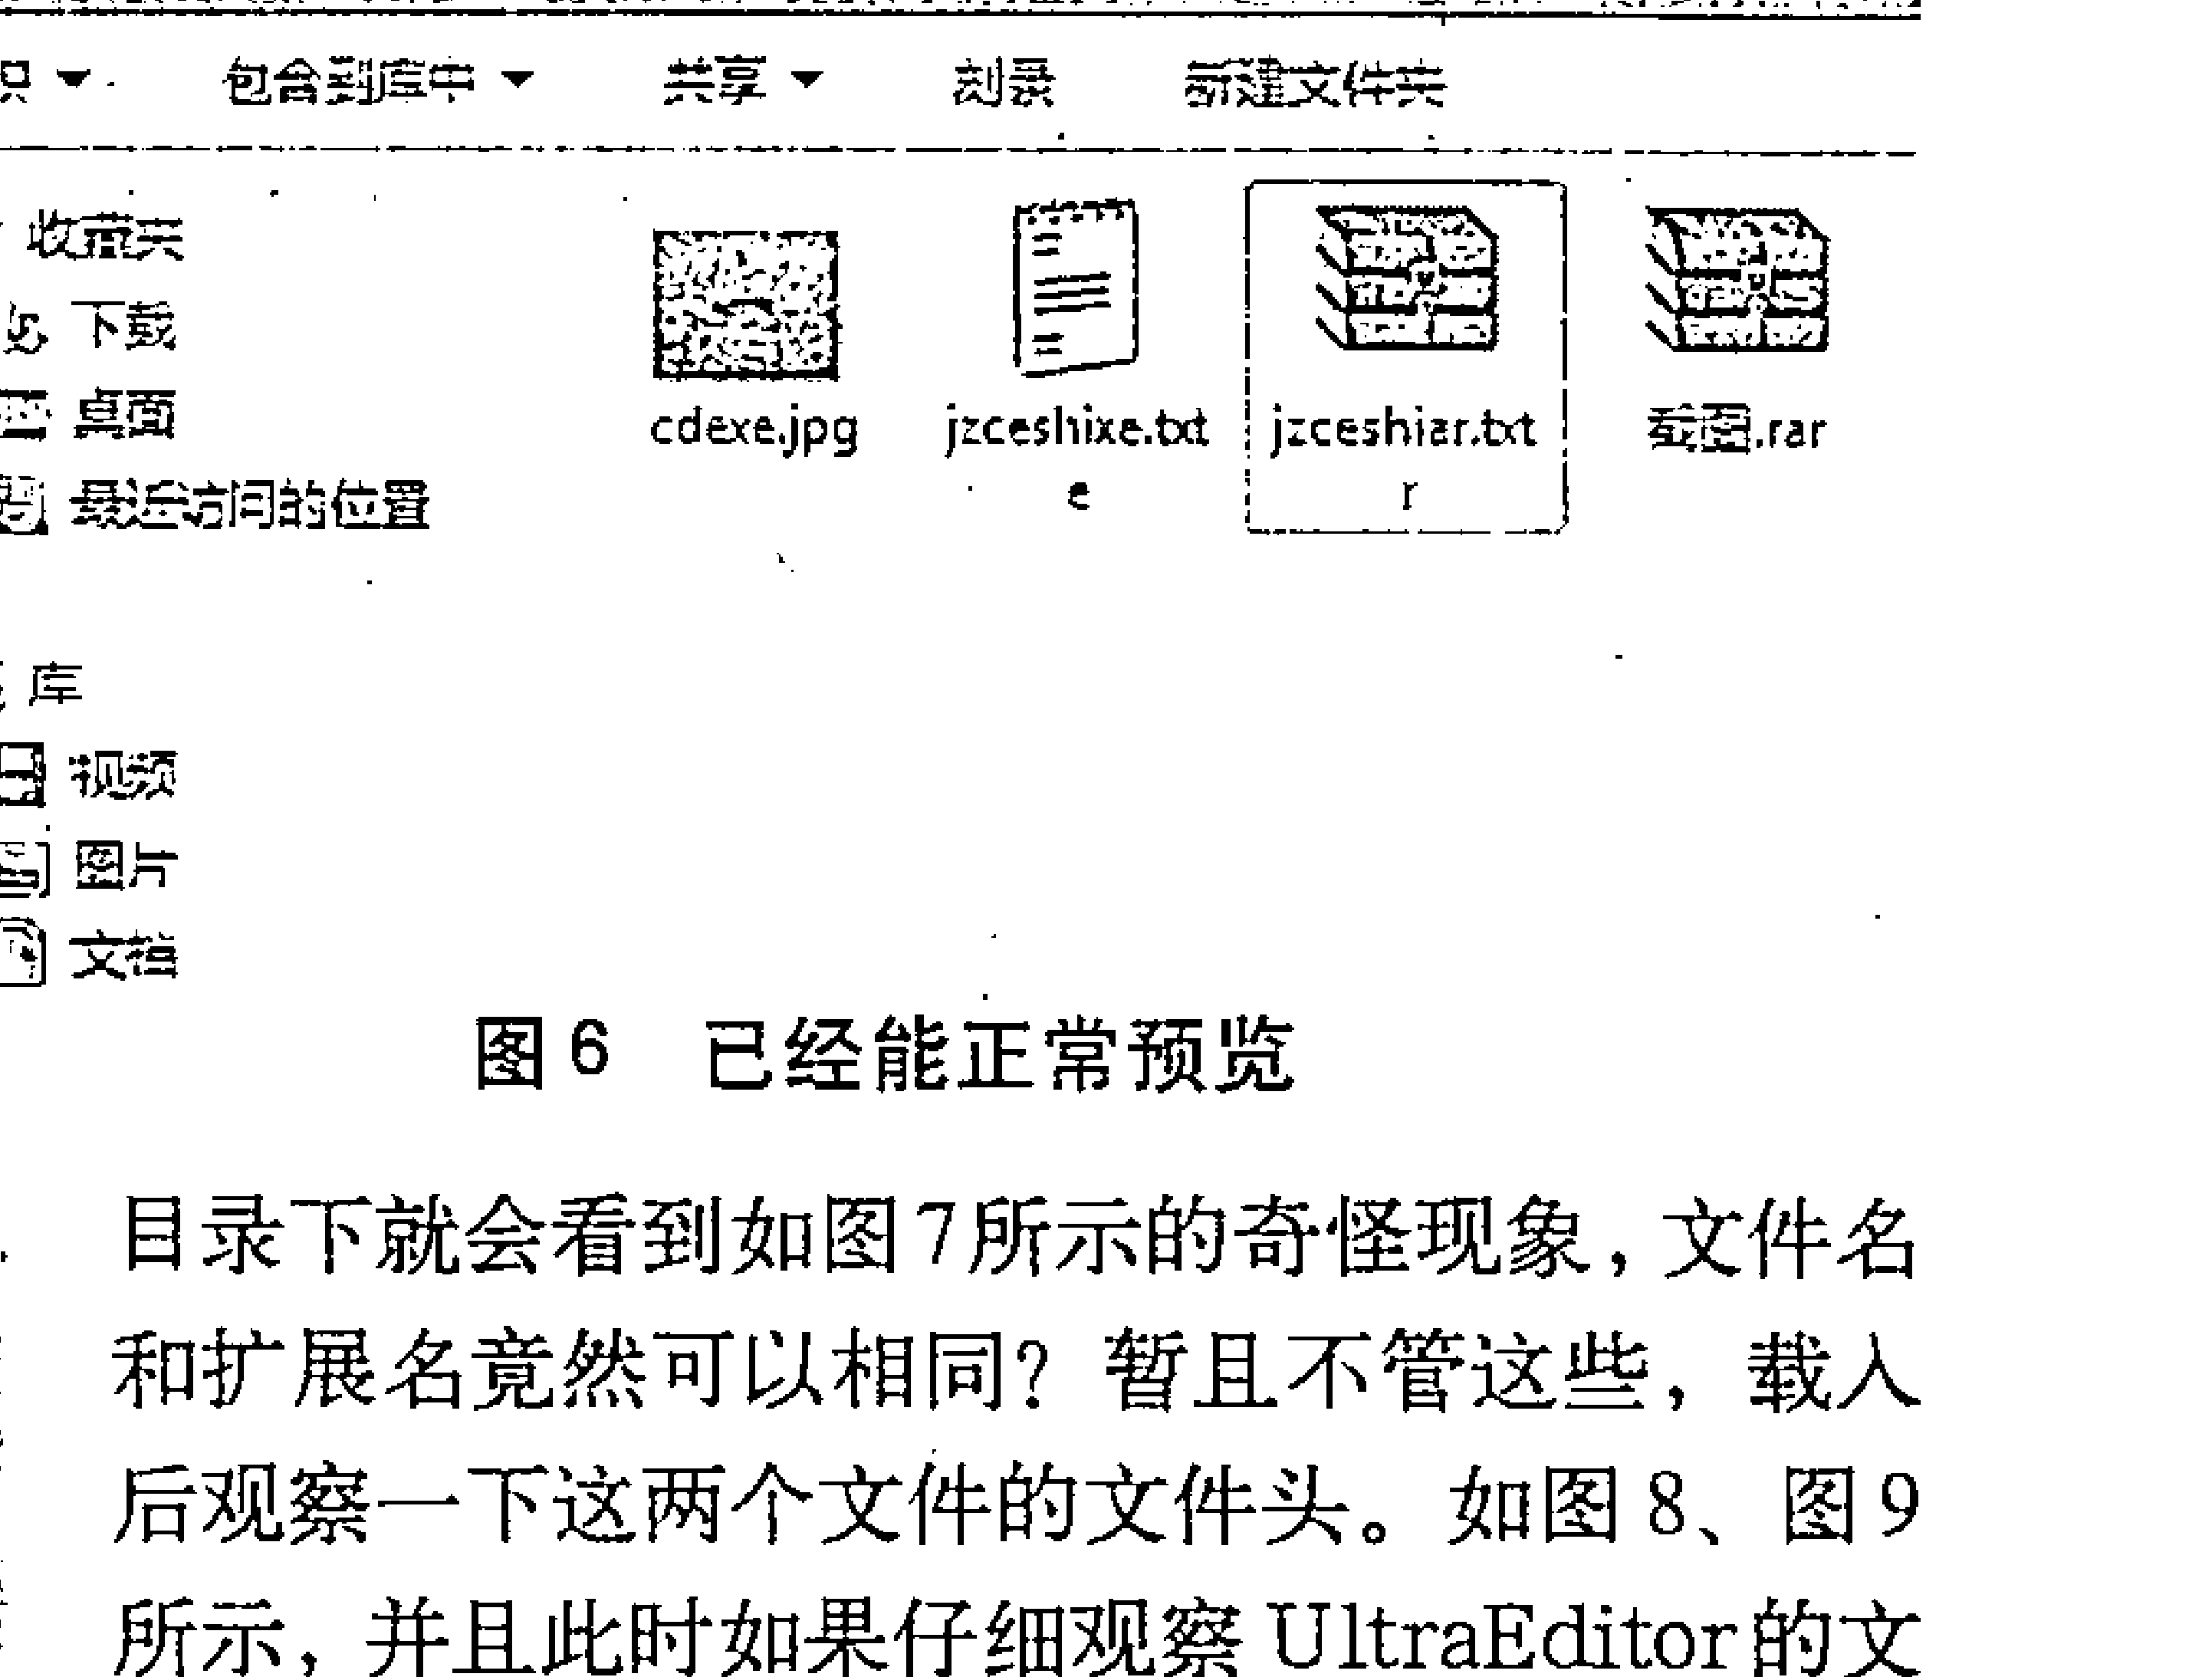 包含到库中 共享 刻录 新建文件夹
收藏夹
下载
桌面
最近访问的位置
cdexe.jpg jzceshixe.txt jzceshiar.txt 截图.rar
e r
库
视频
图片
文档
图6 已经能正常预览
目录下就会看到如图7所示的奇怪现象，文件名
和扩展名竟然可以相同？暂且不管这些，载入
后观察一下这两个文件的文件头。如图8、图9
所示，并且此时如果仔细观察UltraEditor的文